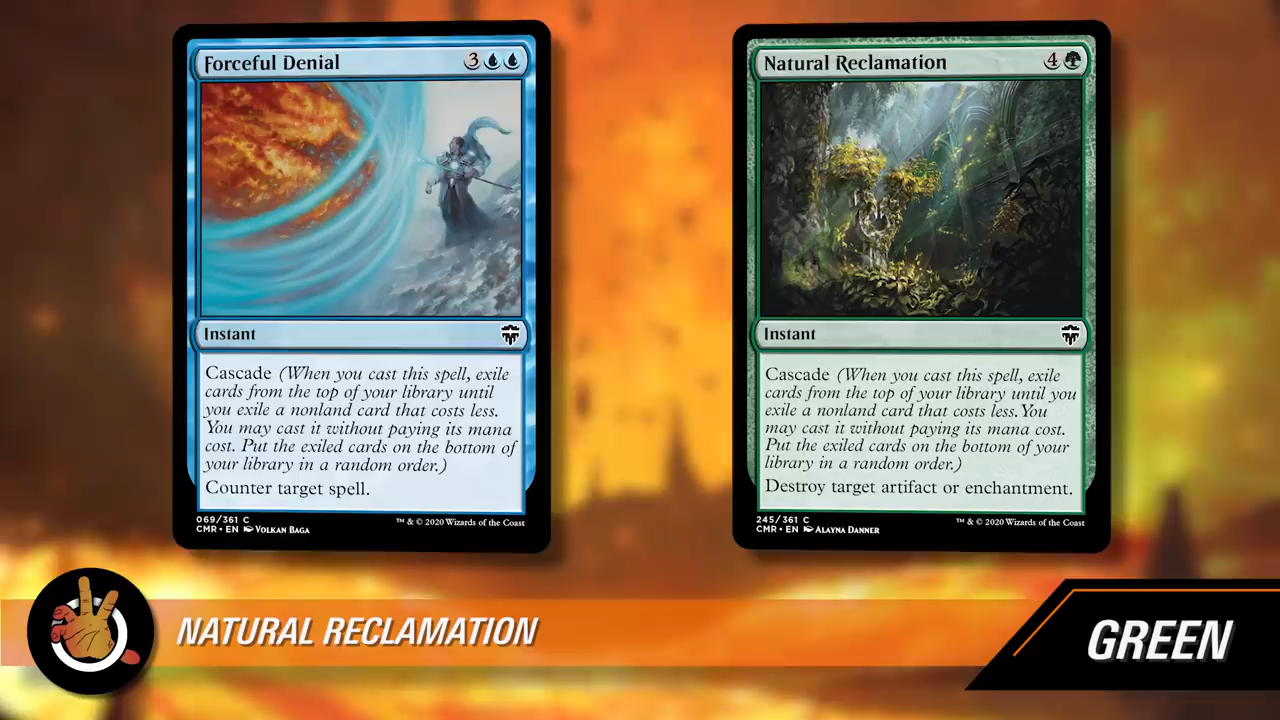 Forceful Denial 3
Instant
Cascade (When you cast this spell, exile
cards from the top of your library until
you exile a nonland card that costs less.
You may cast it without paying its mana
cost. Put the exiled cards on the bottom of
your library in a random order.)
Counter target spell.
069/361 C
CMR • EN VOLKAN BAGA
™ & © 2020 Wizards of the Coast
Natural Reclamation 4
Instant
Cascade (When you cast this spell, exile
cards from the top of your library until you
exile a nonland card that costs less. You
may cast it without paying its mana cost.
Put the exiled cards on the bottom of your
library in a random order.)
Destroy target artifact or enchantment.
245/361 C
CMR • EN ALAYNA DANNER
™ & © 2020 Wizards of the Coast
NATURAL RECLAMATION
GREEN